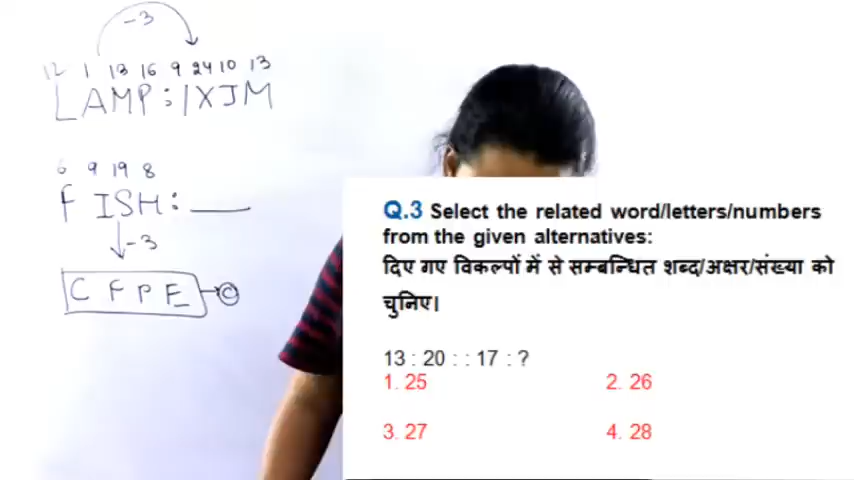 -3
12 1 13 16 9 24 10 13
LAMP : IXJM
6 9 19 8
FISH : ____
-3
C F P E → C
Q.3 Select the related word/letters/numbers
from the given alternatives:
दिए गए विकल्पों में से सम्बन्धित शब्द/अक्षर/संख्या को
चुनिए।
13 : 20 : : 17 : ?
1. 25 2. 26
3. 27 4. 28